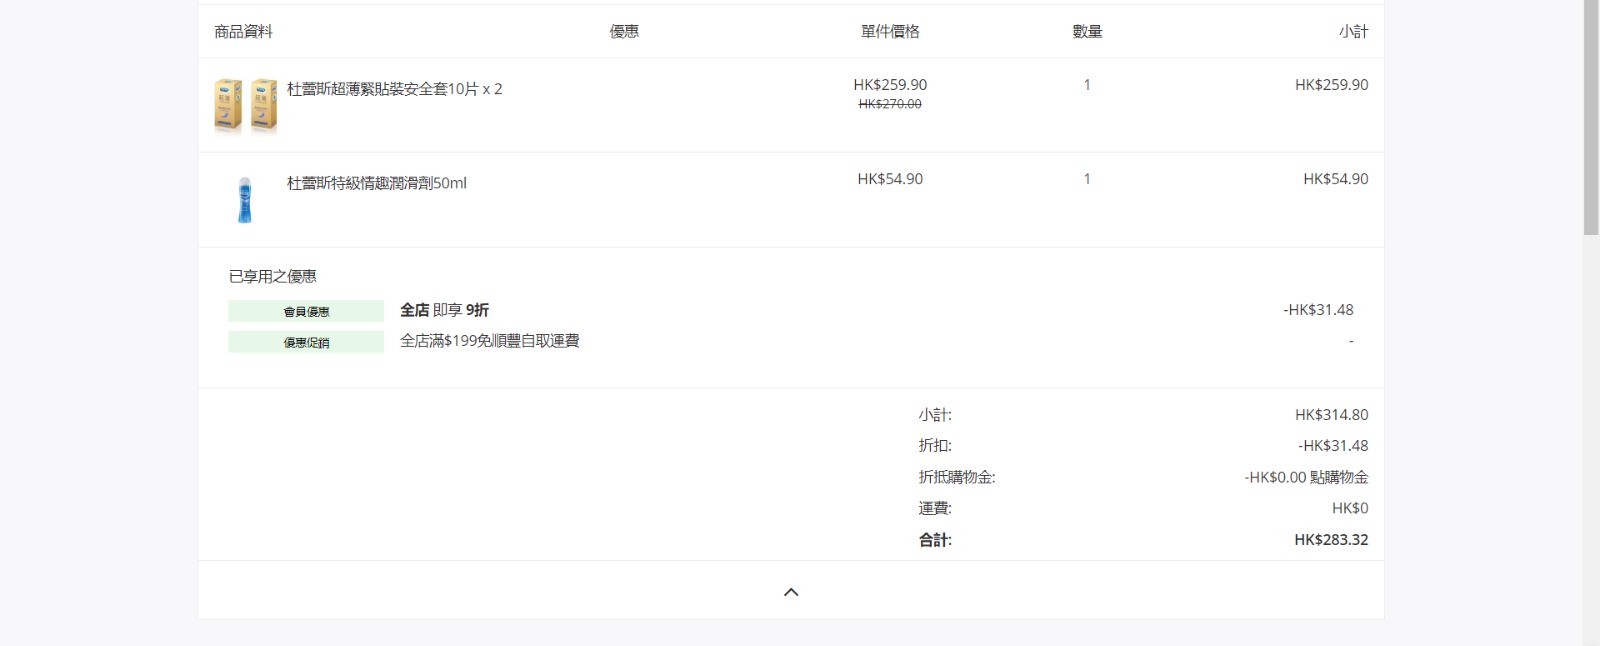 商品資料 優惠 單件價格 數量 小計
杜蕾斯超薄緊貼裝安全套10片 x 2 HK$259.90 1 HK$259.90
HK$270.00
杜蕾斯特級情趣潤滑劑50ml HK$54.90 1 HK$54.90
已享用之優惠
會員優惠 全店 即享 9折 -HK$31.48
優惠促銷 全店滿$199免順豐自取運費 -
小計: HK$314.80
折扣: -HK$31.48
折抵購物金: -HK$0.00 點購物金
運費: HK$0
合計: HK$283.32